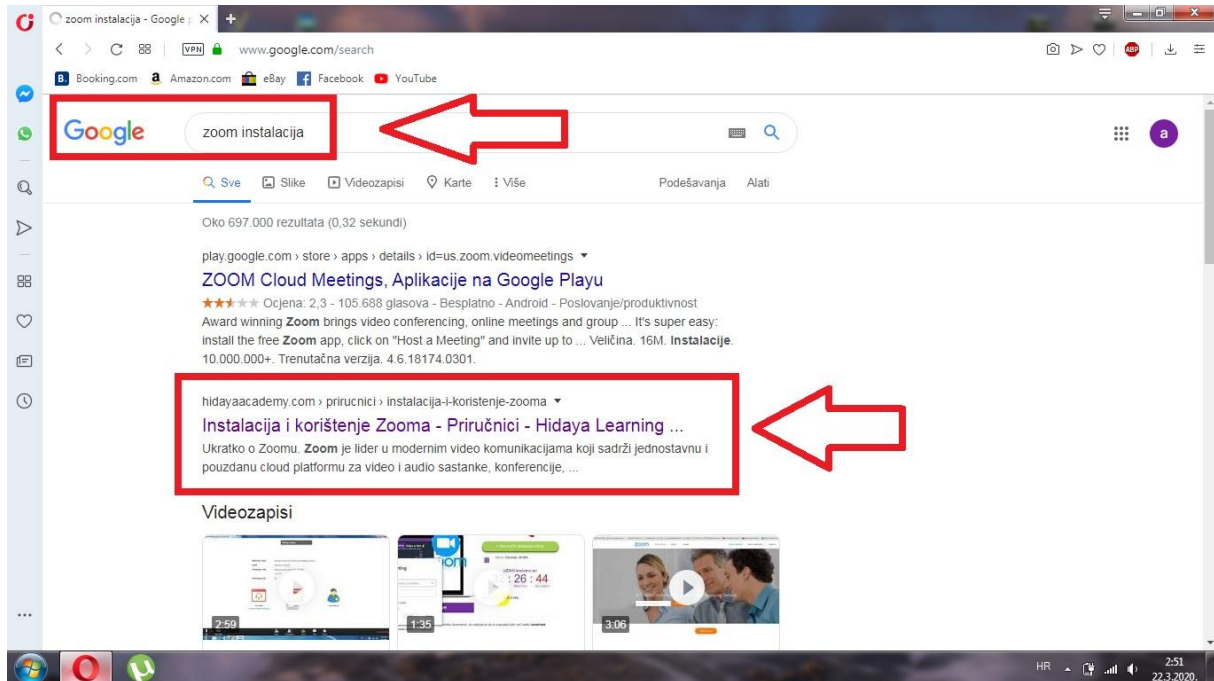 zoom instalacija - Google p
VPN www.google.com/search
ABP
B. Booking.com a Amazon.com eBay Facebook YouTube
Google zoom instalacija
a
Sve Slike Videozapisi Karte Više Podešavanja Alati
Oko 697.000 rezultata (0,32 sekundi)
play.google.com › store › apps › details › id=us.zoom.videomeetings
ZOOM Cloud Meetings, Aplikacije na Google Playu
Ocjena: 2,3 - 105.688 glasova - Besplatno - Android - Poslovanje/produktivnost
Award winning Zoom brings video conferencing, online meetings and group ... It's super easy:
install the free Zoom app, click on "Host a Meeting" and invite up to ... Veličina. 16M. Instalacije.
10.000.000+. Trenutačna verzija. 4.6.18174.0301.
hidayaacademy.com › prirucnici › instalacija-i-koristenje-zooma
Instalacija i korištenje Zooma - Priručnici - Hidaya Learning ...
Ukratko o Zoomu. Zoom je lider u modernim video komunikacijama koji sadrži jednostavnu i
pouzdanu cloud platformu za video i audio sastanke, konferencije, ...
Videozapisi
: 26 : 44
zoom
2:59 1:35 3:06
HR 2:51
22.3.2020.